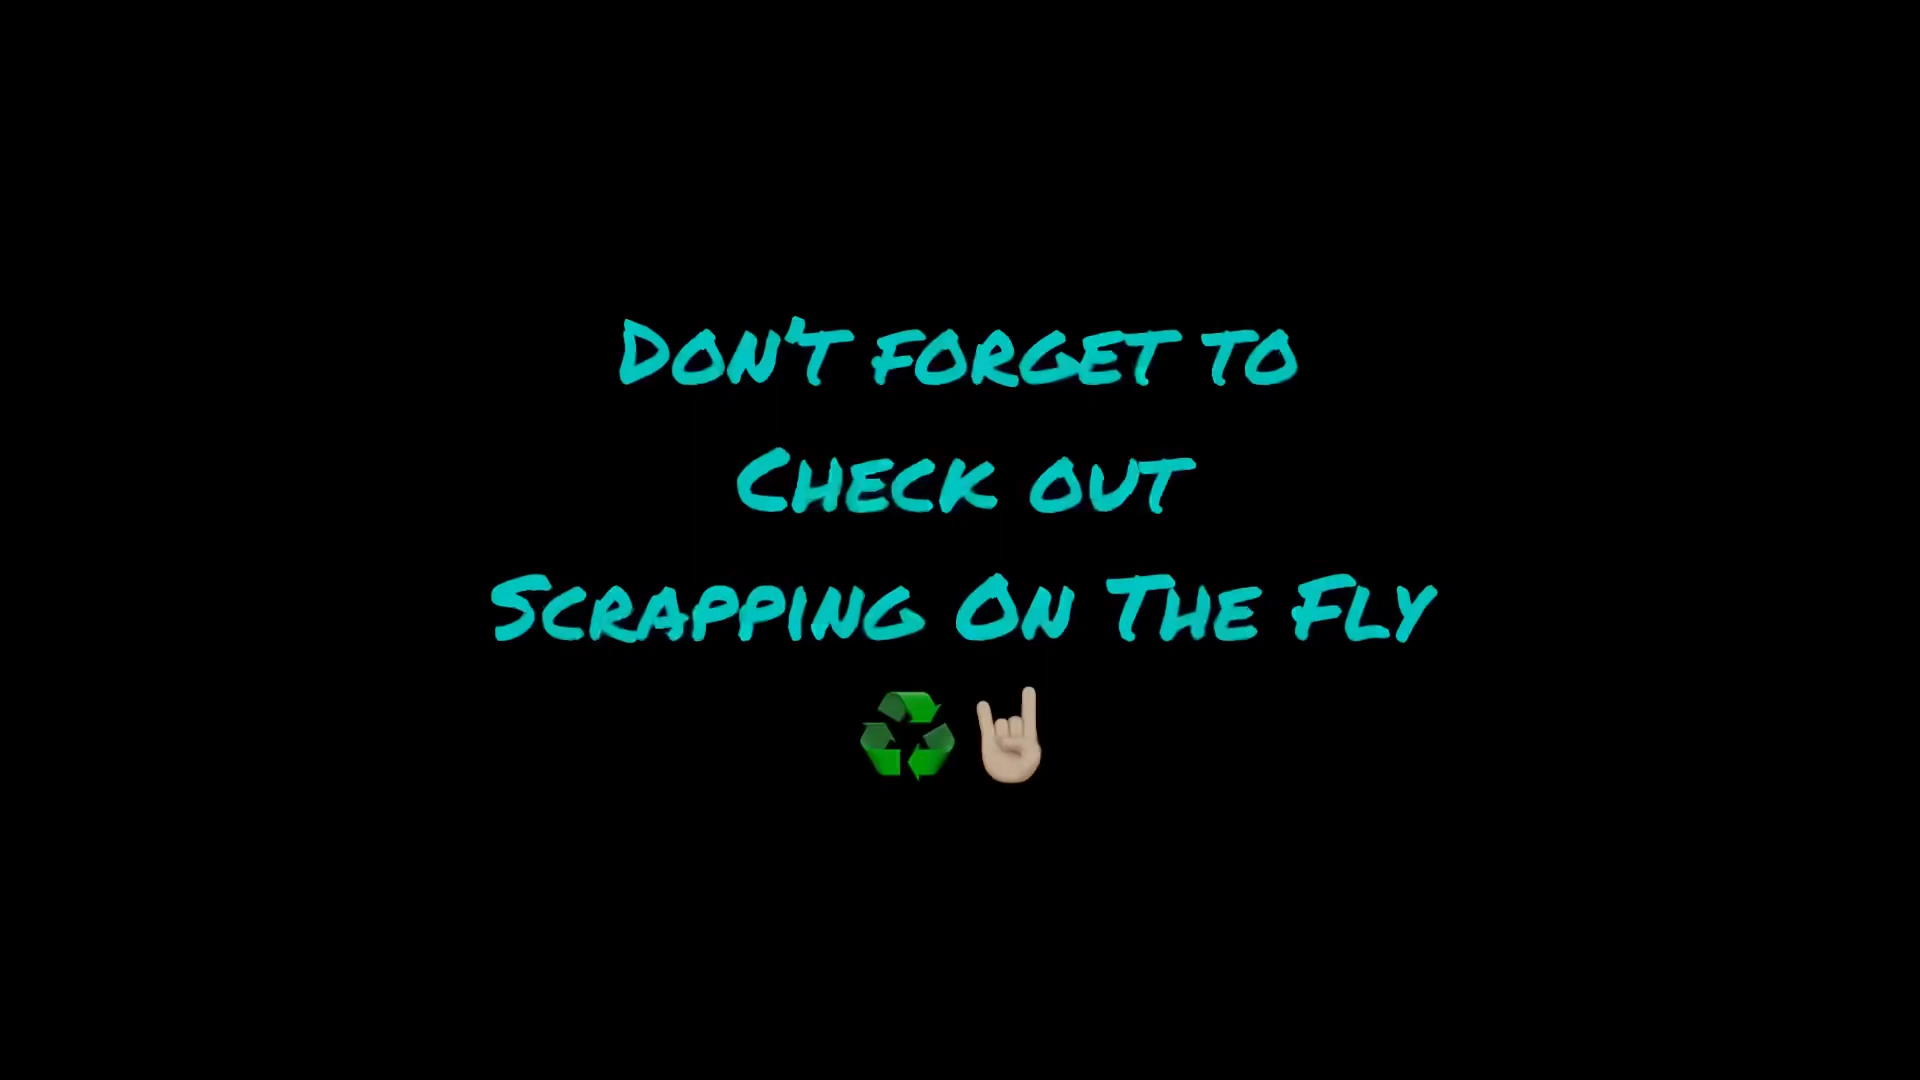 Don't forget to
Check out
Scrapping On The Fly
♻️🤘🏼